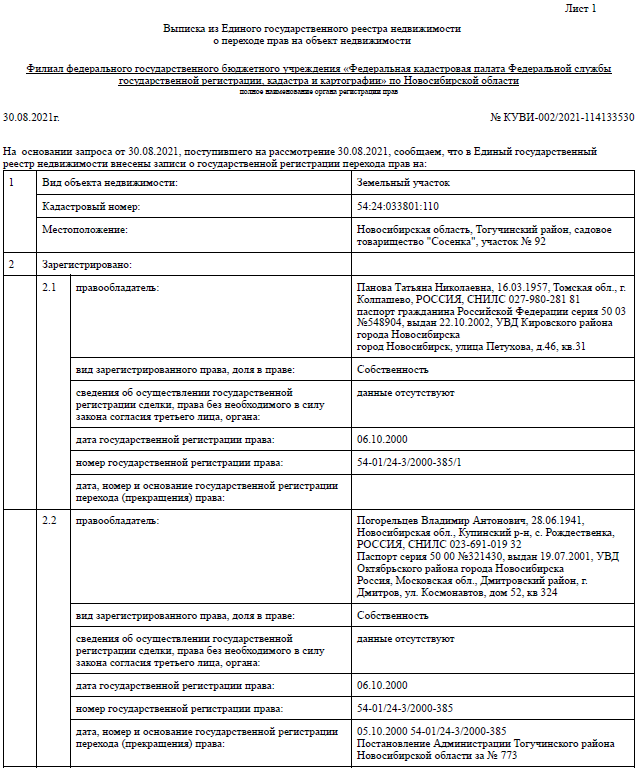 Лист 1
Выписка из Единого государственного реестра недвижимости
о переходе прав на объект недвижимости
Филиал федерального государственного бюджетного учреждения «Федеральная кадастровая палата Федеральной службы
государственной регистрации, кадастра и картографии» по Новосибирской области
полное наименование органа регистрации прав
30.08.2021г.
№ КУВИ-002/2021-114133530
На основании запроса от 30.08.2021, поступившего на рассмотрение 30.08.2021, сообщаем, что в Единый государственный
реестр недвижимости внесены записи о государственной регистрации перехода прав на:
1
Вид объекта недвижимости:
Земельный участок
Кадастровый номер:
54:24:033801:110
Местоположение:
Новосибирская область, Тогучинский район, садовое
товарищество "Сосенка", участок № 92
2
Зарегистрировано:
2.1
правообладатель:
Панова Татьяна Николаевна, 16.03.1957, Томская обл., г.
Колпашево, РОССИЯ, СНИЛС 027-980-281 81
паспорт гражданина Российской Федерации серия 50 03
№548904, выдан 22.10.2002, УВД Кировского района
города Новосибирска
город Новосибирск, улица Петухова, д.46, кв.31
вид зарегистрированного права, доля в праве:
Собственность
сведения об осуществлении государственной
регистрации сделки, права без необходимого в силу
закона согласия третьего лица, органа:
данные отсутствуют
дата государственной регистрации права:
06.10.2000
номер государственной регистрации права:
54-01/24-3/2000-385/1
дата, номер и основание государственной регистрации
перехода (прекращения) права:
2.2
правообладатель:
Погорельцев Владимир Антонович, 28.06.1941,
Новосибирская обл., Купинский р-н, с. Рождественка,
РОССИЯ, СНИЛС 023-691-019 32
Паспорт серия 50 00 №321430, выдан 19.07.2001, УВД
Октябрьского района города Новосибирска
Россия, Московская обл., Дмитровский район, г.
Дмитров, ул. Космонавтов, дом 52, кв 324
вид зарегистрированного права, доля в праве:
Собственность
сведения об осуществлении государственной
регистрации сделки, права без необходимого в силу
закона согласия третьего лица, органа:
данные отсутствуют
дата государственной регистрации права:
06.10.2000
номер государственной регистрации права:
54-01/24-3/2000-385
дата, номер и основание государственной регистрации
перехода (прекращения) права:
05.10.2000 54-01/24-3/2000-385
Постановление Администрации Тогучинского района
Новосибирской области за № 773